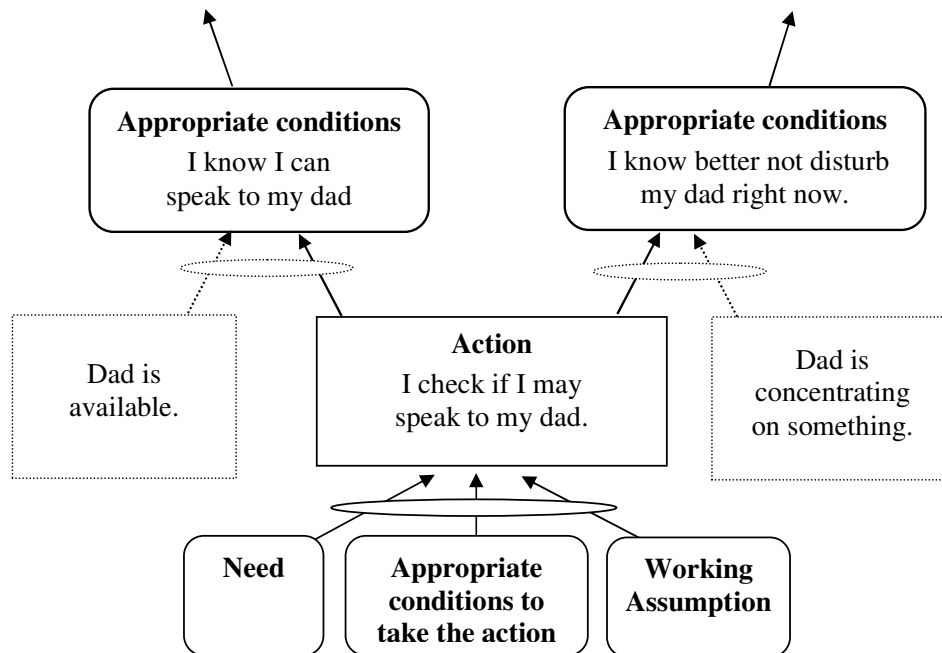 Appropriate conditions
I know I can
speak to my dad
Appropriate conditions
I know better not disturb
my dad right now.
Dad is
available.
Action
I check if I may
speak to my dad.
Dad is
concentrating
on something.
Need
Appropriate
conditions to
take the action
Working
Assumption